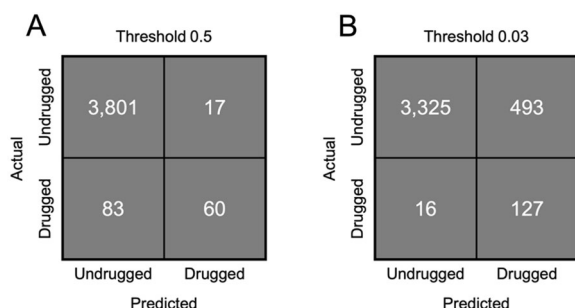 A
Threshold 0.5
Actual
Undrugged
3,801
17
Drugged
83
60
Undrugged Drugged
Predicted
B
Threshold 0.03
Actual
Undrugged
3,325
493
Drugged
16
127
Undrugged Drugged
Predicted